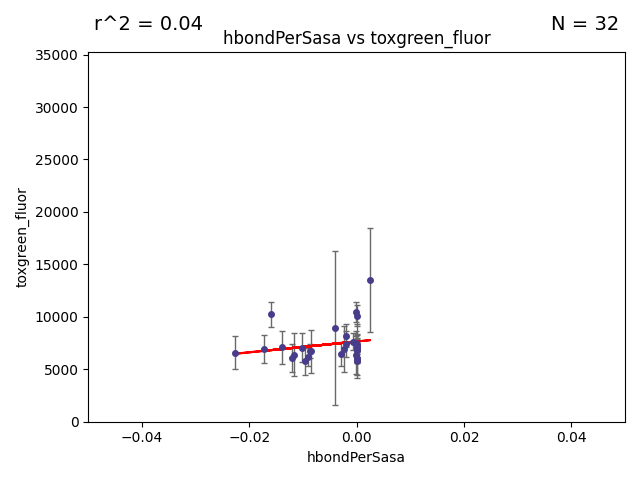 r^2 = 0.04
N = 32
hbondPerSasa vs toxgreen_fluor
35000
30000
25000
20000
15000
10000
5000
0
toxgreen_fluor
−0.04
−0.02
0.00
0.02
0.04
hbondPerSasa